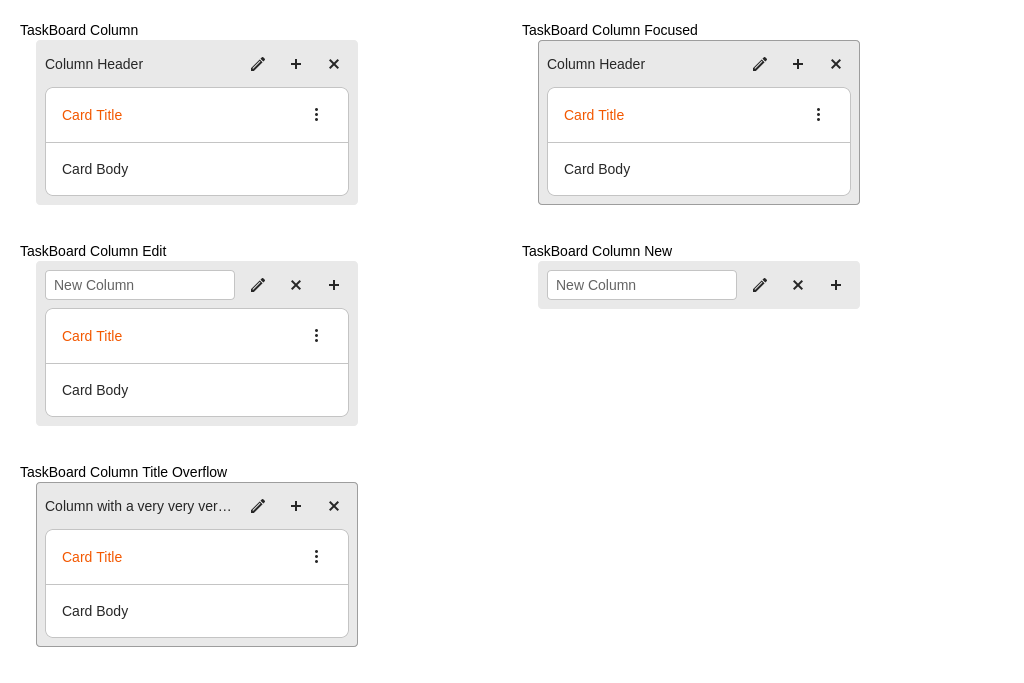 TaskBoard Column
Column Header
Card Title
Card Body
TaskBoard Column Focused
Column Header
Card Title
Card Body
TaskBoard Column Edit
New Column
Card Title
Card Body
TaskBoard Column New
New Column
TaskBoard Column Title Overflow
Column with a very very ver…
Card Title
Card Body